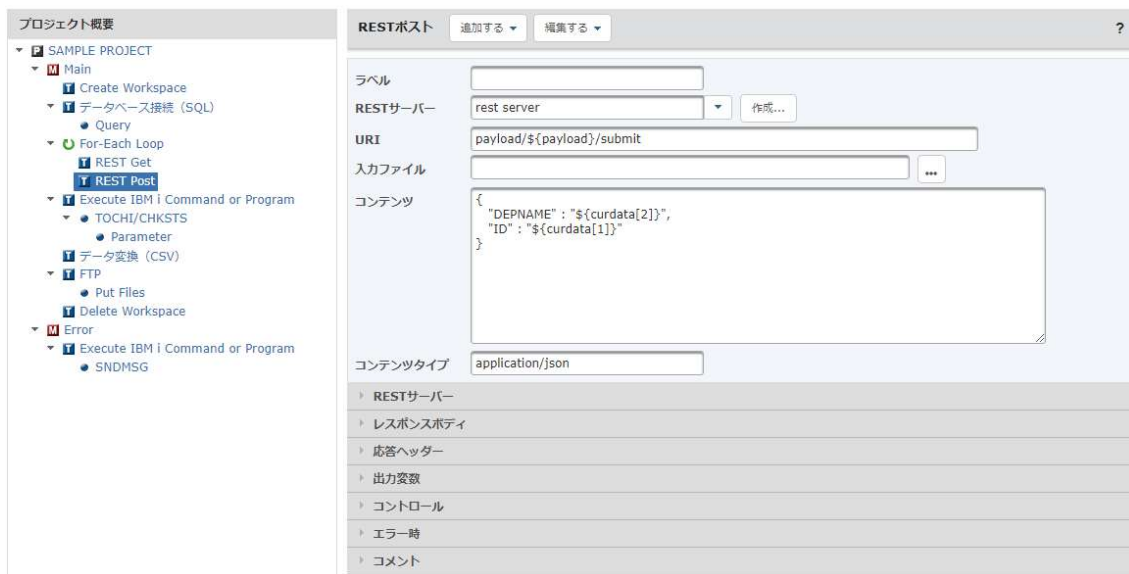 プロジェクト概要
SAMPLE PROJECT
Main
Create Workspace
データベース接続（SQL）
Query
For-Each Loop
REST Get
REST Post
Execute IBM i Command or Program
TOCHI/CHKSTS
Parameter
データ変換（CSV）
FTP
Put Files
Delete Workspace
Error
Execute IBM i Command or Program
SNDMSG
RESTポスト 追加する 編集する ?
ラベル
RESTサーバー rest server 作成...
URI payload/${payload}/submit
入力ファイル ...
コンテンツ {
"DEPNAME" : "${curdata[2]}",
"ID" : "${curdata[1]}"
}
コンテンツタイプ application/json
RESTサーバー
レスポンスボディ
応答ヘッダー
出力変数
コントロール
エラー時
コメント